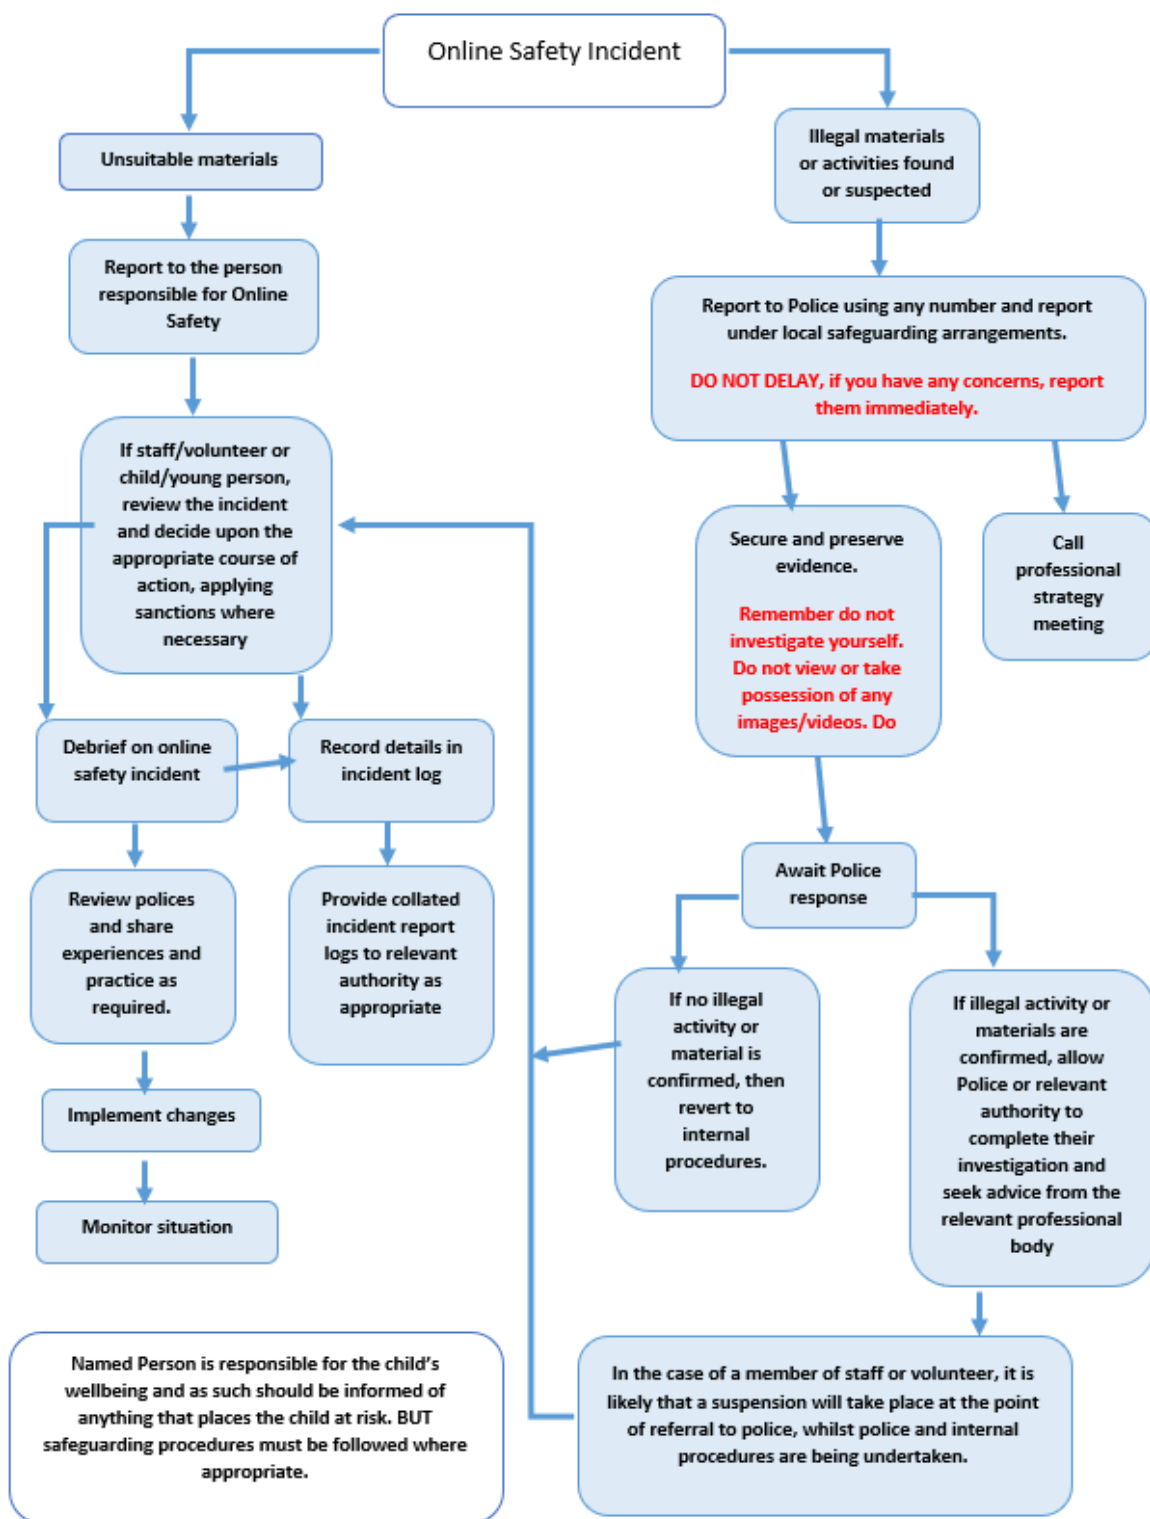 Online Safety Incident
Unsuitable materials
Report to the person
responsible for Online
Safety
If staff/volunteer or
child/young person,
review the incident
and decide upon the
appropriate course of
action, applying
sanctions where
necessary
Debrief on online
safety incident
Record details in
incident log
Review polices
and share
experiences and
practice as
required.
Provide collated
incident report
logs to relevant
authority as
appropriate
Implement changes
Monitor situation
Illegal materials
or activities found
or suspected
Report to Police using any number and report
under local safeguarding arrangements.
DO NOT DELAY, if you have any concerns, report
them immediately.
Secure and preserve
evidence.
Remember do not
investigate yourself.
Do not view or take
possession of any
images/videos. Do
Call
professional
strategy
meeting
Await Police
response
If no illegal
activity or
material is
confirmed, then
revert to
internal
procedures.
If illegal activity or
materials are
confirmed, allow
Police or relevant
authority to
complete their
investigation and
seek advice from the
relevant professional
body
In the case of a member of staff or volunteer, it is
likely that a suspension will take place at the point
of referral to police, whilst police and internal
procedures are being undertaken.
Named Person is responsible for the child's
wellbeing and as such should be informed of
anything that places the child at risk. BUT
safeguarding procedures must be followed where
appropriate.